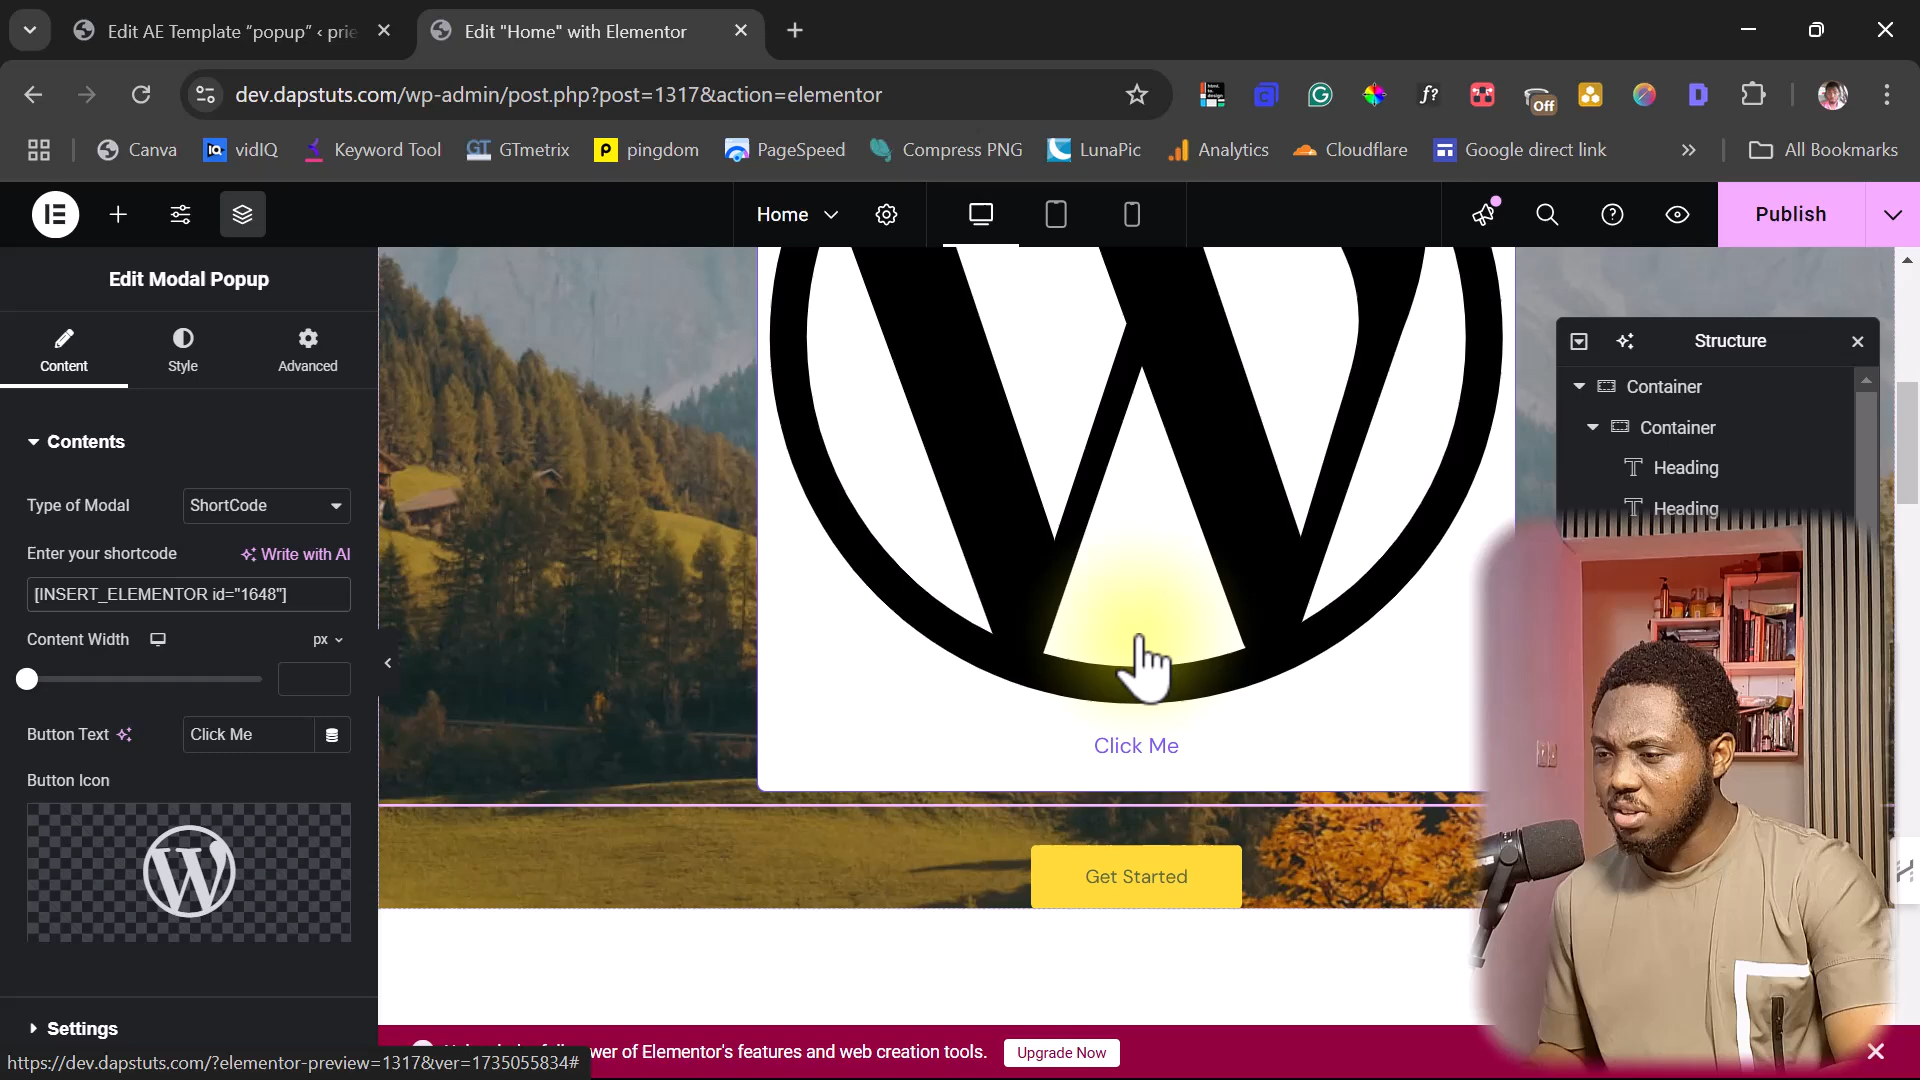 Edit AE Template “popup” ‹ prie
Edit "Home" with Elementor
dev.dapstuts.com/wp-admin/post.php?post=1317&action=elementor
f?
Off
D
Canva
IQ vidIQ
Keyword Tool
GT GTmetrix
p pingdom
PageSpeed
Compress PNG
LunaPic
Analytics
Cloudflare
Google direct link
All Bookmarks
Home
Publish
Edit Modal Popup
Content
Style
Advanced
Contents
Type of Modal
ShortCode
Enter your shortcode
Write with AI
[INSERT_ELEMENTOR id="1648"]
Content Width
px
Button Text
Click Me
Button Icon
Settings
Click Me
Get Started
Structure
Container
Container
Heading
Heading
wer of Elementor's features and web creation tools.
Upgrade Now
https://dev.dapstuts.com/?elementor-preview=1317&ver=1735055834#